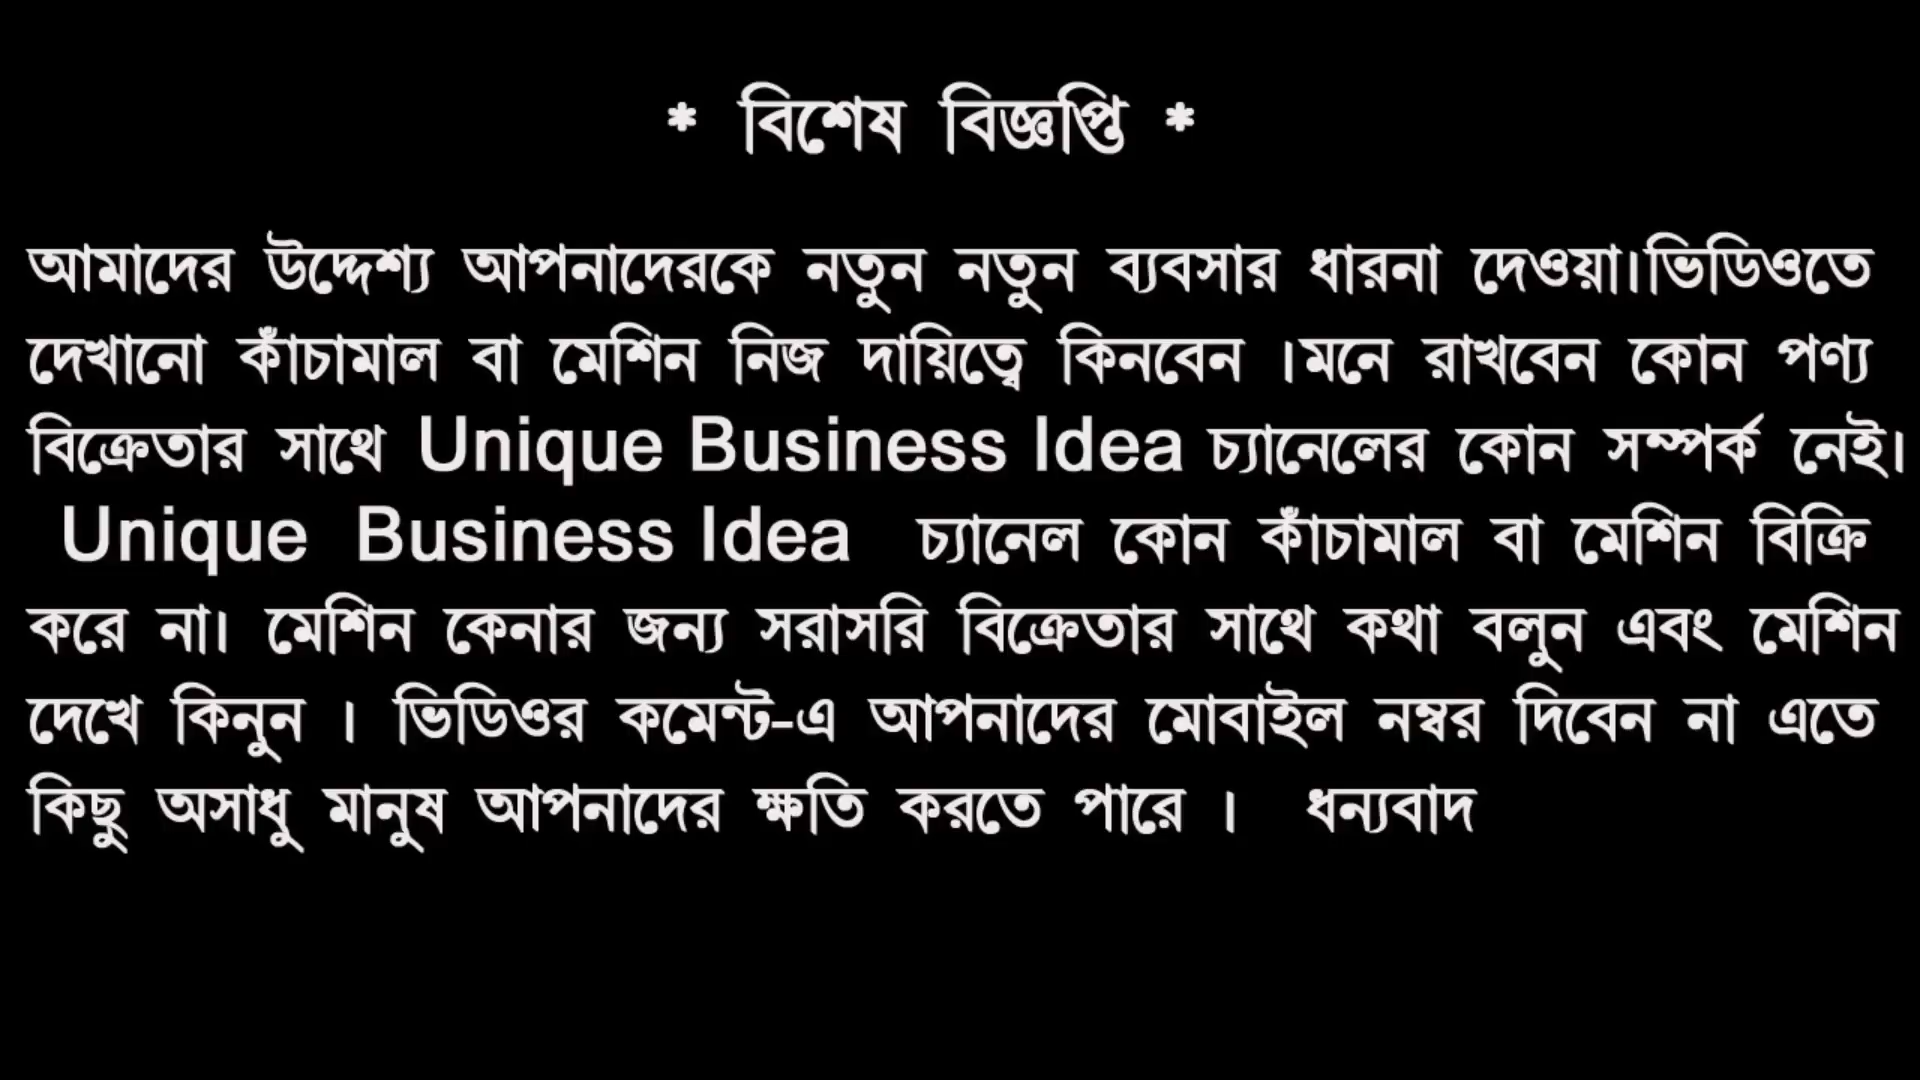 * বিশেষ বিজ্ঞপ্তি *
আমাদের উদ্দেশ্য আপনাদেরকে নতুন নতুন ব্যবসার ধারনা দেওয়া।ভিডিওতে
দেখানো কাঁচামাল বা মেশিন নিজ দায়িত্বে কিনবেন ।মনে রাখবেন কোন পণ্য
বিক্রেতার সাথে Unique Business Idea চ্যানেলের কোন সম্পর্ক নেই।
Unique Business Idea চ্যানেল কোন কাঁচামাল বা মেশিন বিক্রি
করে না। মেশিন কেনার জন্য সরাসরি বিক্রেতার সাথে কথা বলুন এবং মেশিন
দেখে কিনুন । ভিডিওর কমেন্ট-এ আপনাদের মোবাইল নম্বর দিবেন না এতে
কিছু অসাধু মানুষ আপনাদের ক্ষতি করতে পারে । ধন্যবাদ